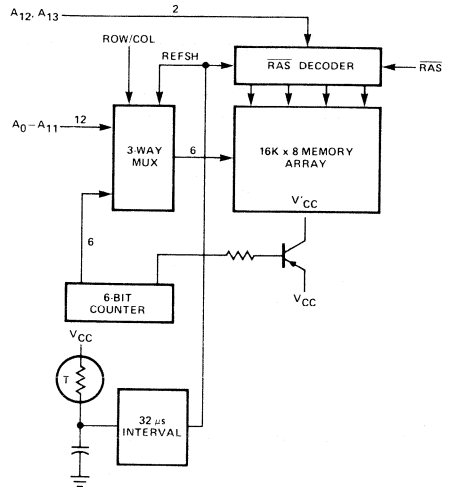 A12, A13
2
ROW/COL
REFSH
RAS DECODER
RAS
A0–A11
12
3-WAY
MUX
6
16K x 8 MEMORY
ARRAY
V'CC
6
6-BIT
COUNTER
VCC
VCC
T
32 µs
INTERVAL